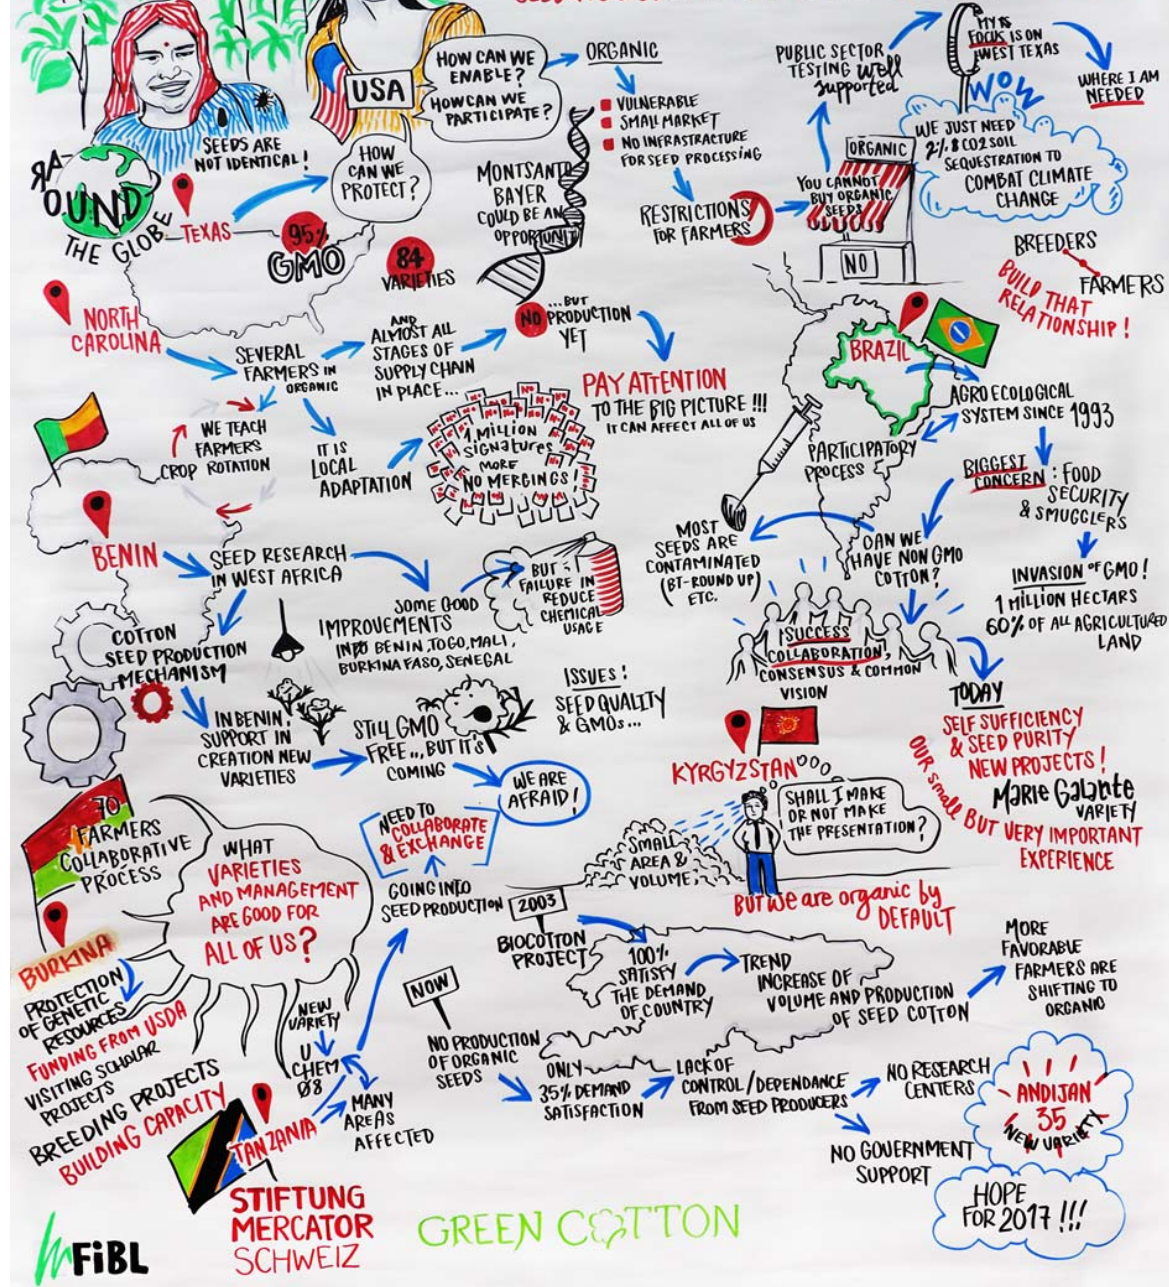 USA
HOW CAN WE
ENABLE?
HOW CAN WE
PARTICIPATE?
SEEDS ARE
NOT IDENTICAL!
HOW
CAN WE
PROTECT?
RA-
OUND
THE GLOBE
TEXAS
95%
GMO
84
VARIETIES
ORGANIC
VULNERABLE
SMALL MARKET
NO INFRASTRACTURE
FOR SEED PROCESSING
MONTSANTO
BAYER
COULD BE AN
OPPORTUNITY
RESTRICTIONS
FOR FARMERS
YOU CANNOT
BUY ORGANIC
SEEDS
ORGANIC
NO
PUBLIC SECTOR
TESTING well
supported
MY
FOCUS IS ON
WEST TEXAS
WHERE I AM
NEEDED
WOW
WE JUST NEED
2%
CO2 SOIL
SEQUESTRATION TO
COMBAT CLIMATE
CHANGE
BREEDERS
FARMERS
BUILD THAT
RELATIONSHIP!
NORTH
CAROLINA
SEVERAL
FARMERS IN
ORGANIC
AND
ALMOST ALL
STAGES OF
SUPPLY CHAIN
IN PLACE...
...BUT
NO PRODUCTION
YET
WE TEACH
FARMERS
CROP ROTATION
IT IS
LOCAL
ADAPTATION
1 MILLION
signatures
MORE
NO MERGINGS!
PAY ATTENTION
TO THE BIG PICTURE !!!
IT CAN AFFECT ALL OF US
BRAZIL
AGRO ECOLOGICAL
SYSTEM SINCE 1993
PARTICIPATORY
PROCESS
BIGGEST
CONCERN : FOOD
SECURITY
& SMUGGLERS
INVASION OF GMO!
1 MILLION HECTARS
60% OF ALL AGRICULTURED
LAND
CAN WE
HAVE NON GMO
COTTON?
MOST
SEEDS ARE
CONTAMINATED
(BT-ROUND UP)
ETC.
SUCCESS
COLLABORATION,
CONSENSUS & COMMON
VISION
TODAY
SELF SUFFICIENCY
& SEED PURITY
NEW PROJECTS!
Marie Galante
VARIETY
OUR small BUT VERY IMPORTANT
EXPERIENCE
BENIN
SEED RESEARCH
IN WEST AFRICA
SOME GOOD
IMPROVEMENTS
INTO BENIN, TOGO, MALI,
BURKINA FASO, SENEGAL
BUT
FAILURE IN
REDUCE
CHEMICAL
USAGE
COTTON
SEED PRODUCTION
MECHANISM
IN BENIN:
SUPPORT IN
CREATION NEW
VARIETIES
STILL GMO
FREE... BUT IT'S
COMING
WE ARE
AFRAID!
ISSUES!
SEED QUALITY
& GMOs...
KYRGYZSTAN
SHALL I MAKE
OR NOT MAKE
THE PRESENTATION?
SMALL
AREA &
VOLUME
BUT we are organic by
DEFAULT
2003
BIOCOTTON
PROJECT
100%
SATISFY
THE DEMAND
OF COUNTRY
TREND
INCREASE OF
VOLUME AND PRODUCTION
OF SEED COTTON
MORE
FAVORABLE
FARMERS ARE
SHIFTING TO
ORGANIC
NOW
NO PRODUCTION
OF ORGANIC
SEEDS
ONLY
35% DEMAND
SATISFACTION
LACK OF
CONTROL/DEPENDANCE
FROM SEED PRODUCERS
NO RESEARCH
CENTERS
NO GOVERNMENT
SUPPORT
ANDIJAN
35
NEW VARIETY
HOPE
FOR 2017 !!!
70
FARMERS
COLLABORATIVE
PROCESS
WHAT
VARIETIES
AND MANAGEMENT
ARE GOOD FOR
ALL OF US?
BURKINA
PROTECTION
OF GENETIC
RESOURCES
FUNDING FROM USDA
VISITING SCHOLAR
PROJECTS
BREEDING PROJECTS
BUILDING CAPACITY
NEED TO
COLLABORATE
& EXCHANGE
GOING INTO
SEED PRODUCTION
NEW
VARIETY
U
CHEM
08
MANY
AREAS
AFFECTED
TANZANIA
STIFTUNG
MERCATOR
SCHWEIZ
FiBL
GREEN COTTON